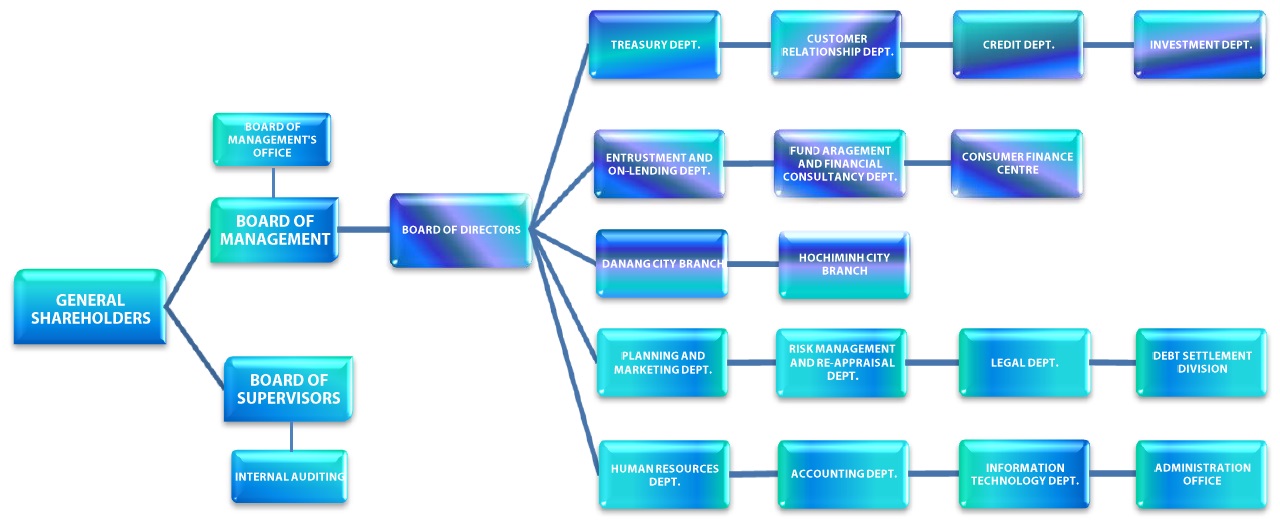 TREASURY DEPT.
CUSTOMER
RELATIONSHIP DEPT.
CREDIT DEPT.
INVESTMENT DEPT.
BOARD OF
MANAGEMENT'S
OFFICE
ENTRUSTMENT AND
ON-LENDING DEPT.
FUND ARAGEMENT
AND FINANCIAL
CONSULTANCY DEPT.
CONSUMER FINANCE
CENTRE
BOARD OF
MANAGEMENT
BOARD OF DIRECTORS
DANANG CITY BRANCH
HOCHIMINH CITY
BRANCH
GENERAL
SHAREHOLDERS
PLANNING AND
MARKETING DEPT.
RISK MANAGEMENT
AND RE-APPRAISAL
DEPT.
LEGAL DEPT.
DEBT SETTLEMENT
DIVISION
BOARD OF
SUPERVISORS
INTERNAL AUDITING
HUMAN RESOURCES
DEPT.
ACCOUNTING DEPT.
INFORMATION
TECHNOLOGY DEPT.
ADMINISTRATION
OFFICE